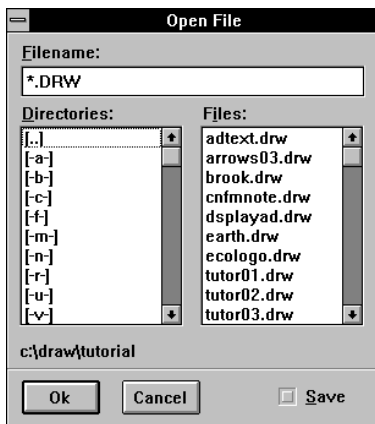 Open File
Filename:
*.DRW
Directories:
[..]
[-a-]
[-b-]
[-c-]
[-f-]
[-m-]
[-n-]
[-r-]
[-u-]
[-v-]
Files:
adtext.drw
arrows03.drw
brook.drw
cnfmnote.drw
dsplayad.drw
earth.drw
ecologo.drw
tutor01.drw
tutor02.drw
tutor03.drw
c:\draw\tutorial
Ok
Cancel
Save